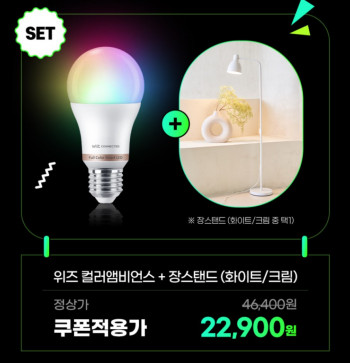 SET
WiZ CONNECTED
+
※ 장스탠드 (화이트/크림 중 택1)
위즈 컬러앰비언스 + 장스탠드 (화이트/크림)
정상가 46,400원
쿠폰적용가 22,900원